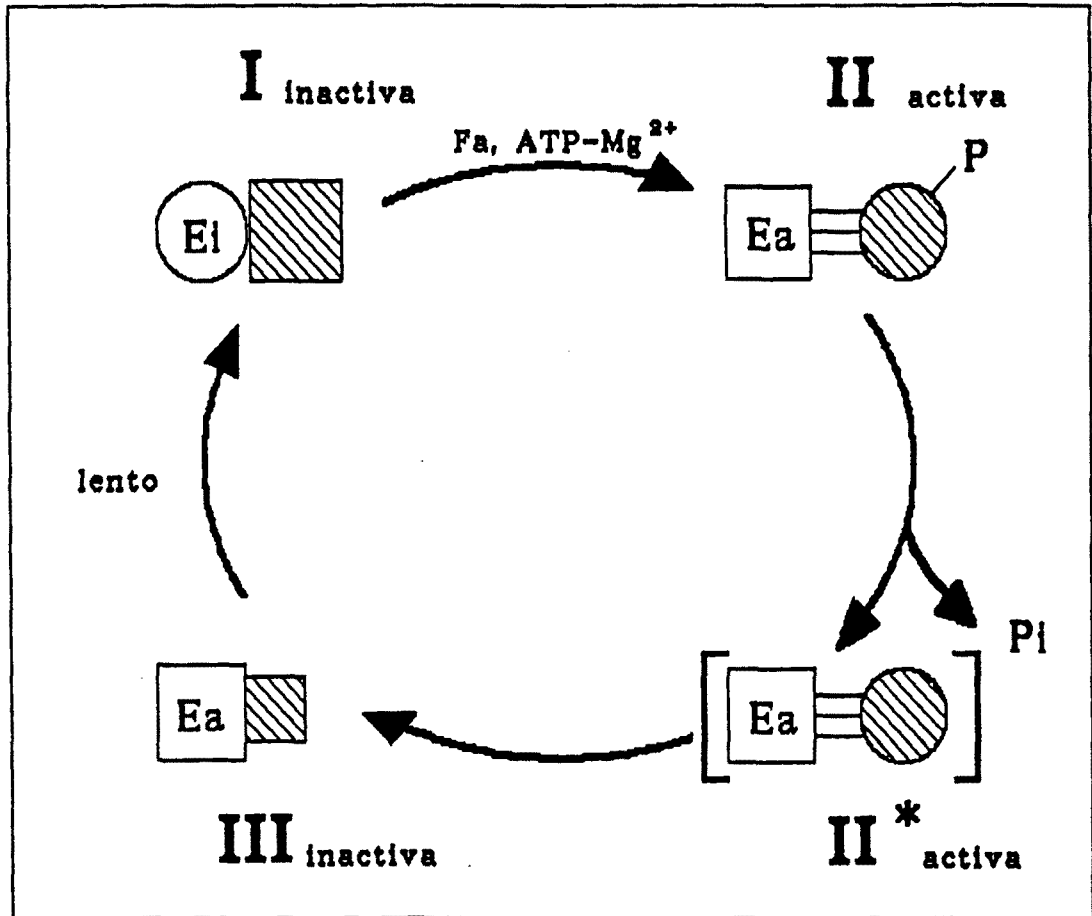 I inactiva
II activa
Fa, ATP-Mg²⁺
P
Ei
Ea
lento
Pi
Ea
Ea
III inactiva
II* activa